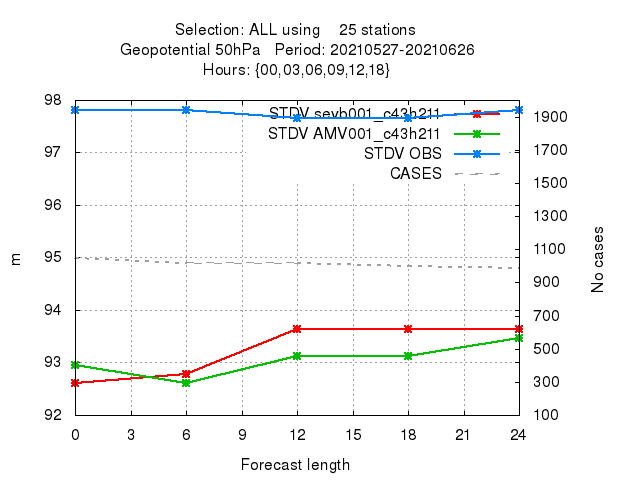 Selection: ALL using 25 stations
Geopotential 50hPa Period: 20210527-20210626
Hours: {00,03,06,09,12,18}
98
97
96
95
94
93
92
m
STDV sevb001_c43h211
STDV AMV001_c43h211
STDV OBS
CASES
1900
1700
1500
1300
1100
900
700
500
300
100
No cases
0 3 6 9 12 15 18 21 24
Forecast length